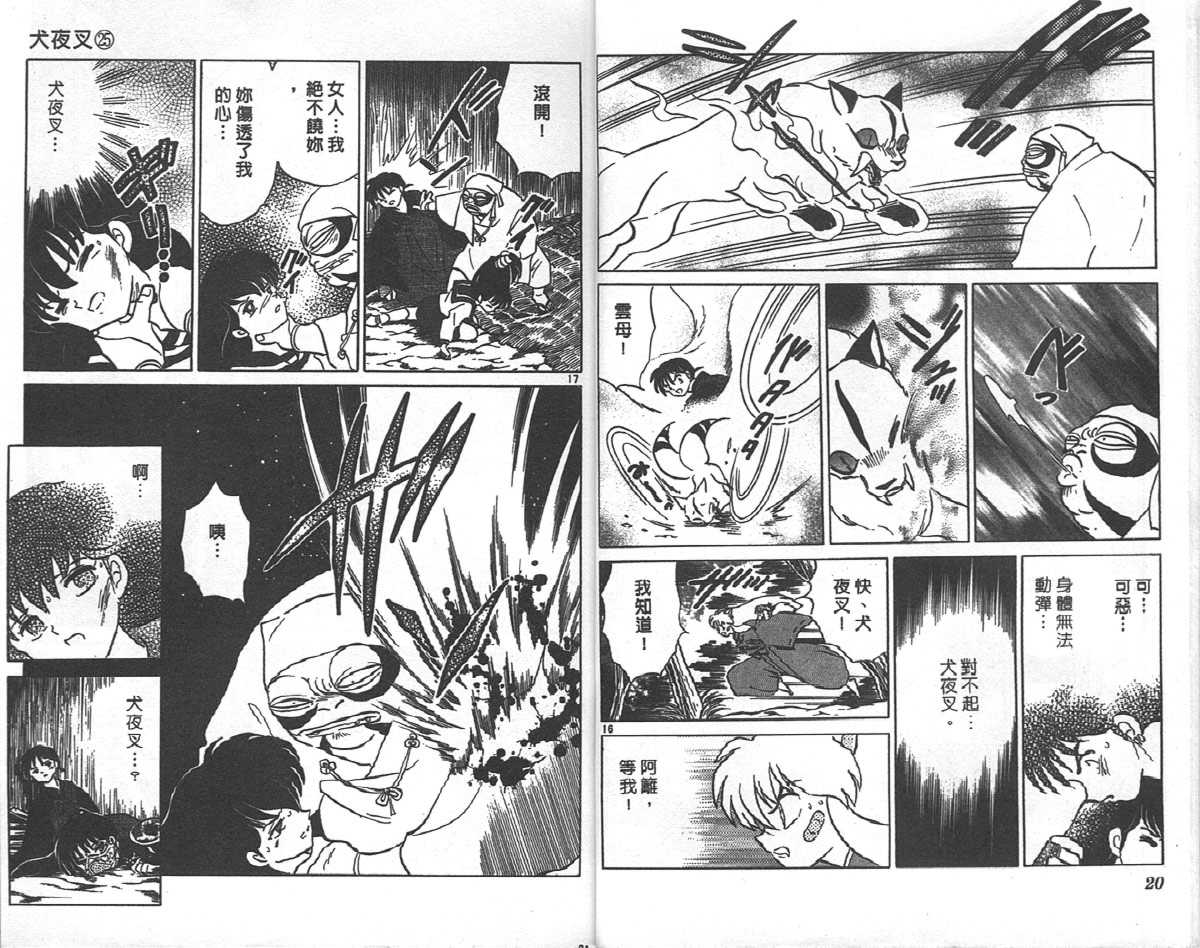 雲母！
可…
可惡…
身體無法
動彈…
對不起…
犬夜叉。
快、犬
夜叉！
我知道！
16
阿籬，
等我！
20
犬夜叉㉕
滾開！
女人…我
絕不饒妳
，
妳傷透了我
的心…
犬夜叉…
17
咦…
啊…
犬夜叉…？